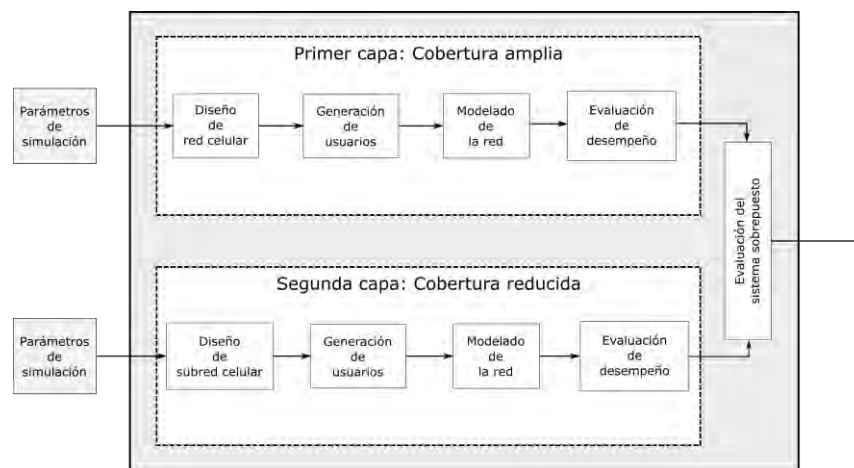 Primer capa: Cobertura amplia
Parámetros
de
simulación
Diseño
de
red celular
Generación
de
usuarios
Modelado
de
la red
Evaluación
de
desempeño
Evaluación del
sistema sobrepuesto
Segunda capa: Cobertura reducida
Parámetros
de
simulación
Diseño
de
subred celular
Generación
de
usuarios
Modelado
de
la red
Evaluación
de
desempeño